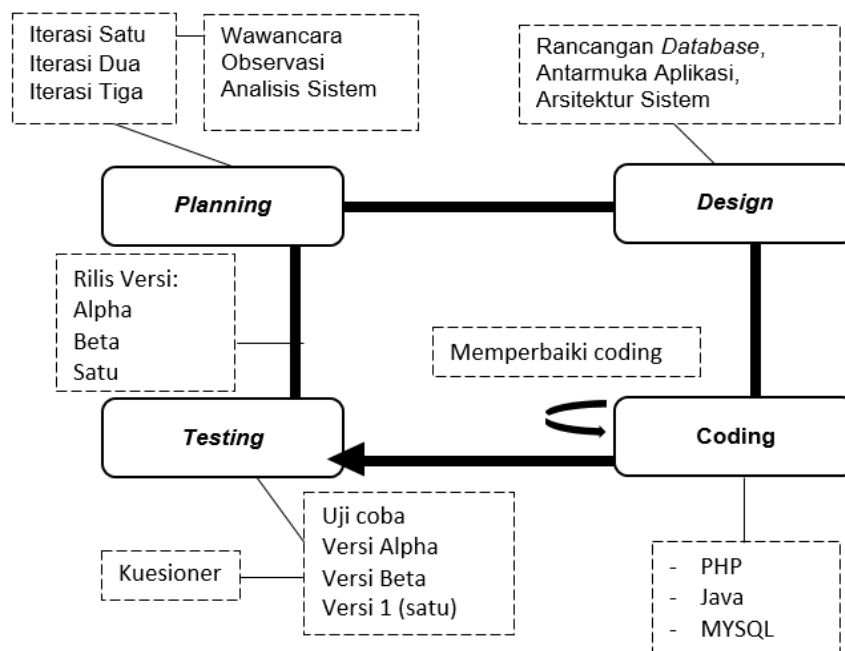 Iterasi Satu
Iterasi Dua
Iterasi Tiga
Wawancara
Observasi
Analisis Sistem
Rancangan Database,
Antarmuka Aplikasi,
Arsitektur Sistem
Planning
Design
Rilis Versi:
Alpha
Beta
Satu
Memperbaiki coding
Testing
Coding
Kuesioner
Uji coba
Versi Alpha
Versi Beta
Versi 1 (satu)
- PHP
- Java
- MYSQL